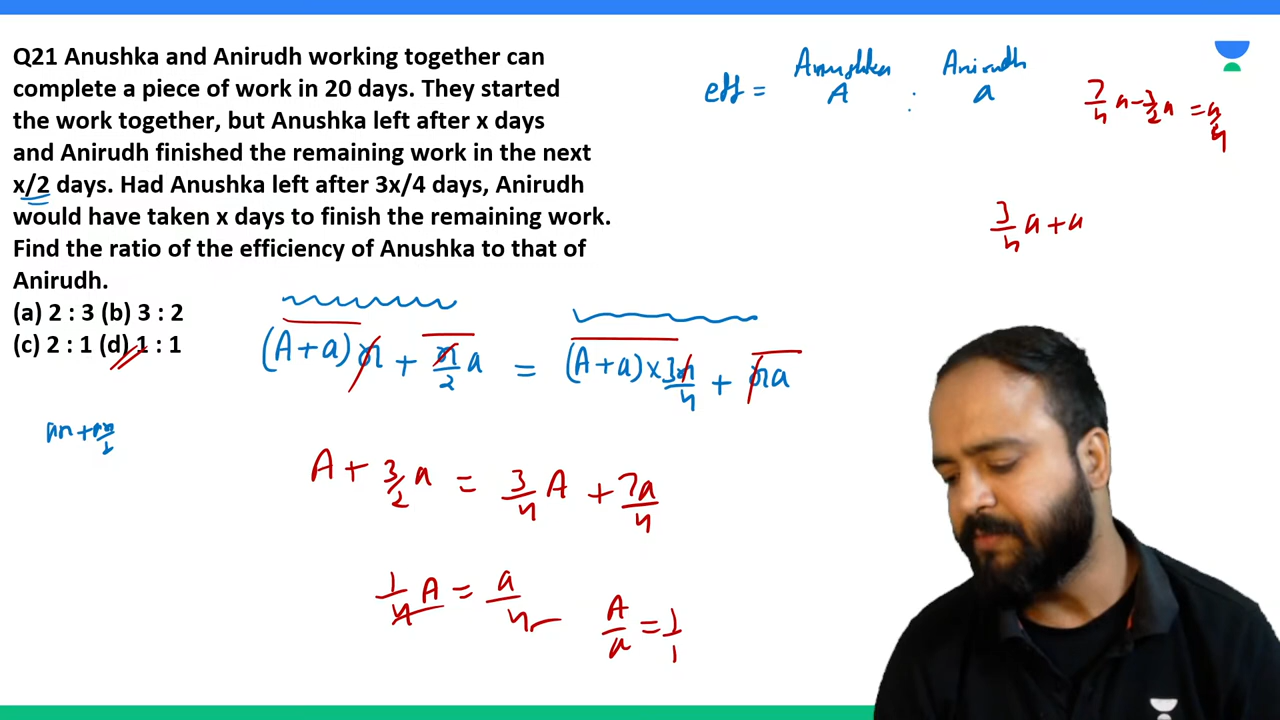 Q21 Anushka and Anirudh working together can
complete a piece of work in 20 days. They started
the work together, but Anushka left after x days
and Anirudh finished the remaining work in the next
x/2 days. Had Anushka left after 3x/4 days, Anirudh
would have taken x days to finish the remaining work.
Find the ratio of the efficiency of Anushka to that of
Anirudh.
(a) 2 : 3 (b) 3 : 2
(c) 2 : 1 (d) 1 : 1
Anushka Anirudh
eff = A : a
7/4 a - 3/2 a = a/4
3/4 a + a
(A+a)x + x/2 a = (A+a) × 3x/4 + xa
ax + ax/2
A + 3/2 a = 3/4 A + 7a/4
1/4 A = a/4
A/a = 1/1